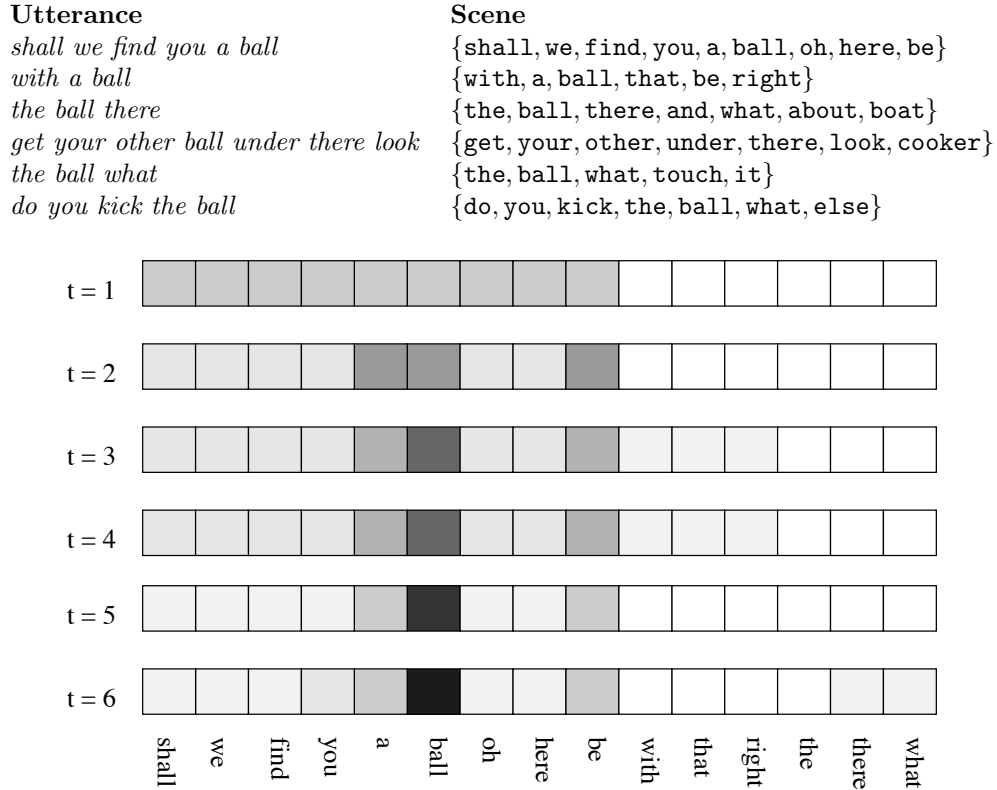 Utterance Scene
shall we find you a ball {shall, we, find, you, a, ball, oh, here, be}
with a ball {with, a, ball, that, be, right}
the ball there {the, ball, there, and, what, about, boat}
get your other ball under there look {get, your, other, under, there, look, cooker}
the ball what {the, ball, what, touch, it}
do you kick the ball {do, you, kick, the, ball, what, else}
t = 1
t = 2
t = 3
t = 4
t = 5
t = 6
shall we find you a ball oh here be with that right the there what